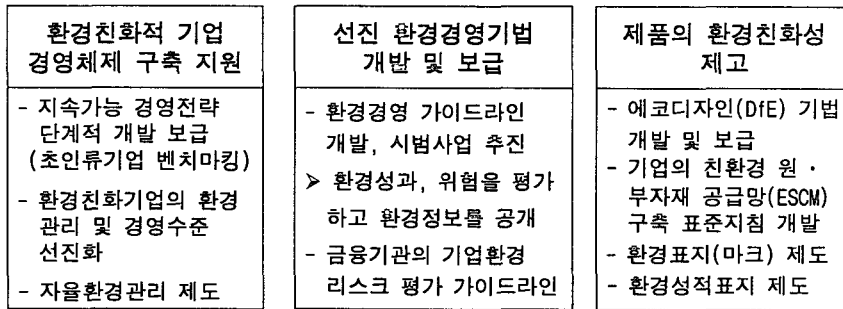 환경친화적 기업
경영체제 구축 지원
- 지속가능 경영전략
단계적 개발 보급
(초인류기업 벤치마킹)
- 환경친화기업의 환경
관리 및 경영수준
선진화
- 자율환경관리 제도
선진 환경경영기법
개발 및 보급
- 환경경영 가이드라인
개발, 시범사업 추진
➢ 환경성과, 위험을 평가
하고 환경정보를 공개
- 금융기관의 기업환경
리스크 평가 가이드라인
제품의 환경친화성
제고
- 에코디자인(DfE) 기법
개발 및 보급
- 기업의 친환경 원 ·
부자재 공급망(ESCM)
구축 표준지침 개발
- 환경표지(마크) 제도
- 환경성적표지 제도